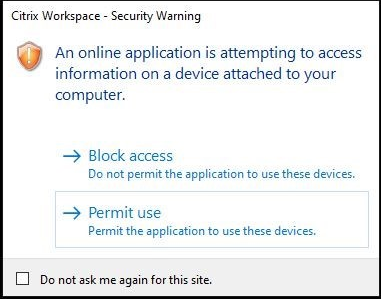 Citrix Workspace - Security Warning
An online application is attempting to access
information on a device attached to your
computer.
Block access
Do not permit the application to use these devices.
Permit use
Permit the application to use these devices.
Do not ask me again for this site.